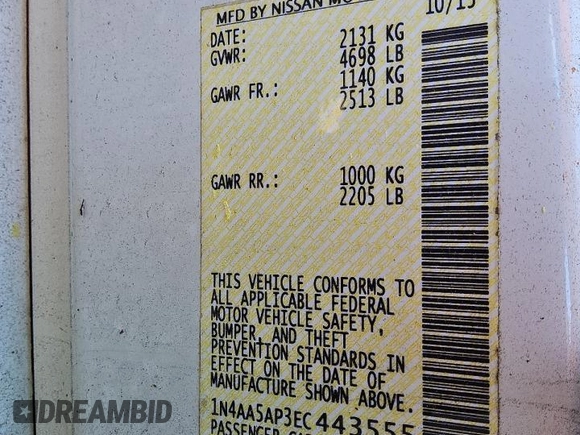 MFD BY NISSAN
DATE:
GVWR: 2131 KG
4698 LB
GAWR FR.: 1140 KG
2513 LB
GAWR RR.: 1000 KG
2205 LB
THIS VEHICLE CONFORMS TO
ALL APPLICABLE FEDERAL
MOTOR VEHICLE SAFETY,
BUMPER, AND THEFT
PREVENTION STANDARDS IN
EFFECT ON THE DATE OF
MANUFACTURE SHOWN ABOVE.
1N4AA5AP3EC443555
PASSENGER
DREAMBID